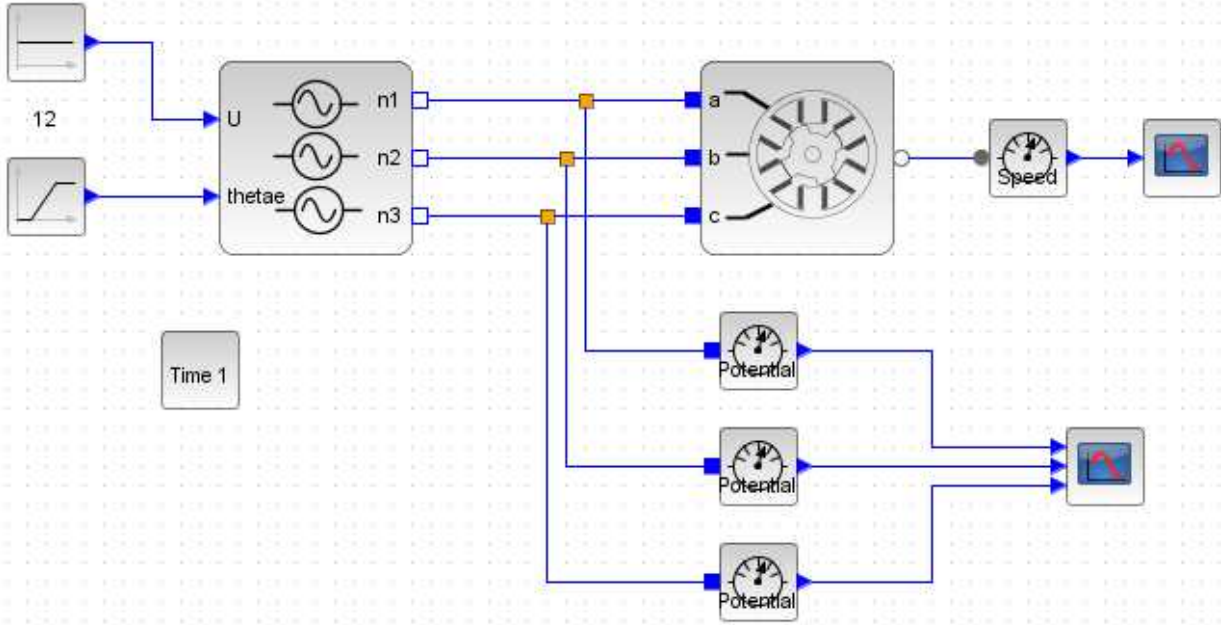 12
U
thetae
n1
n2
n3
a
b
c
Speed
Time 1
Potential
Potential
Potential